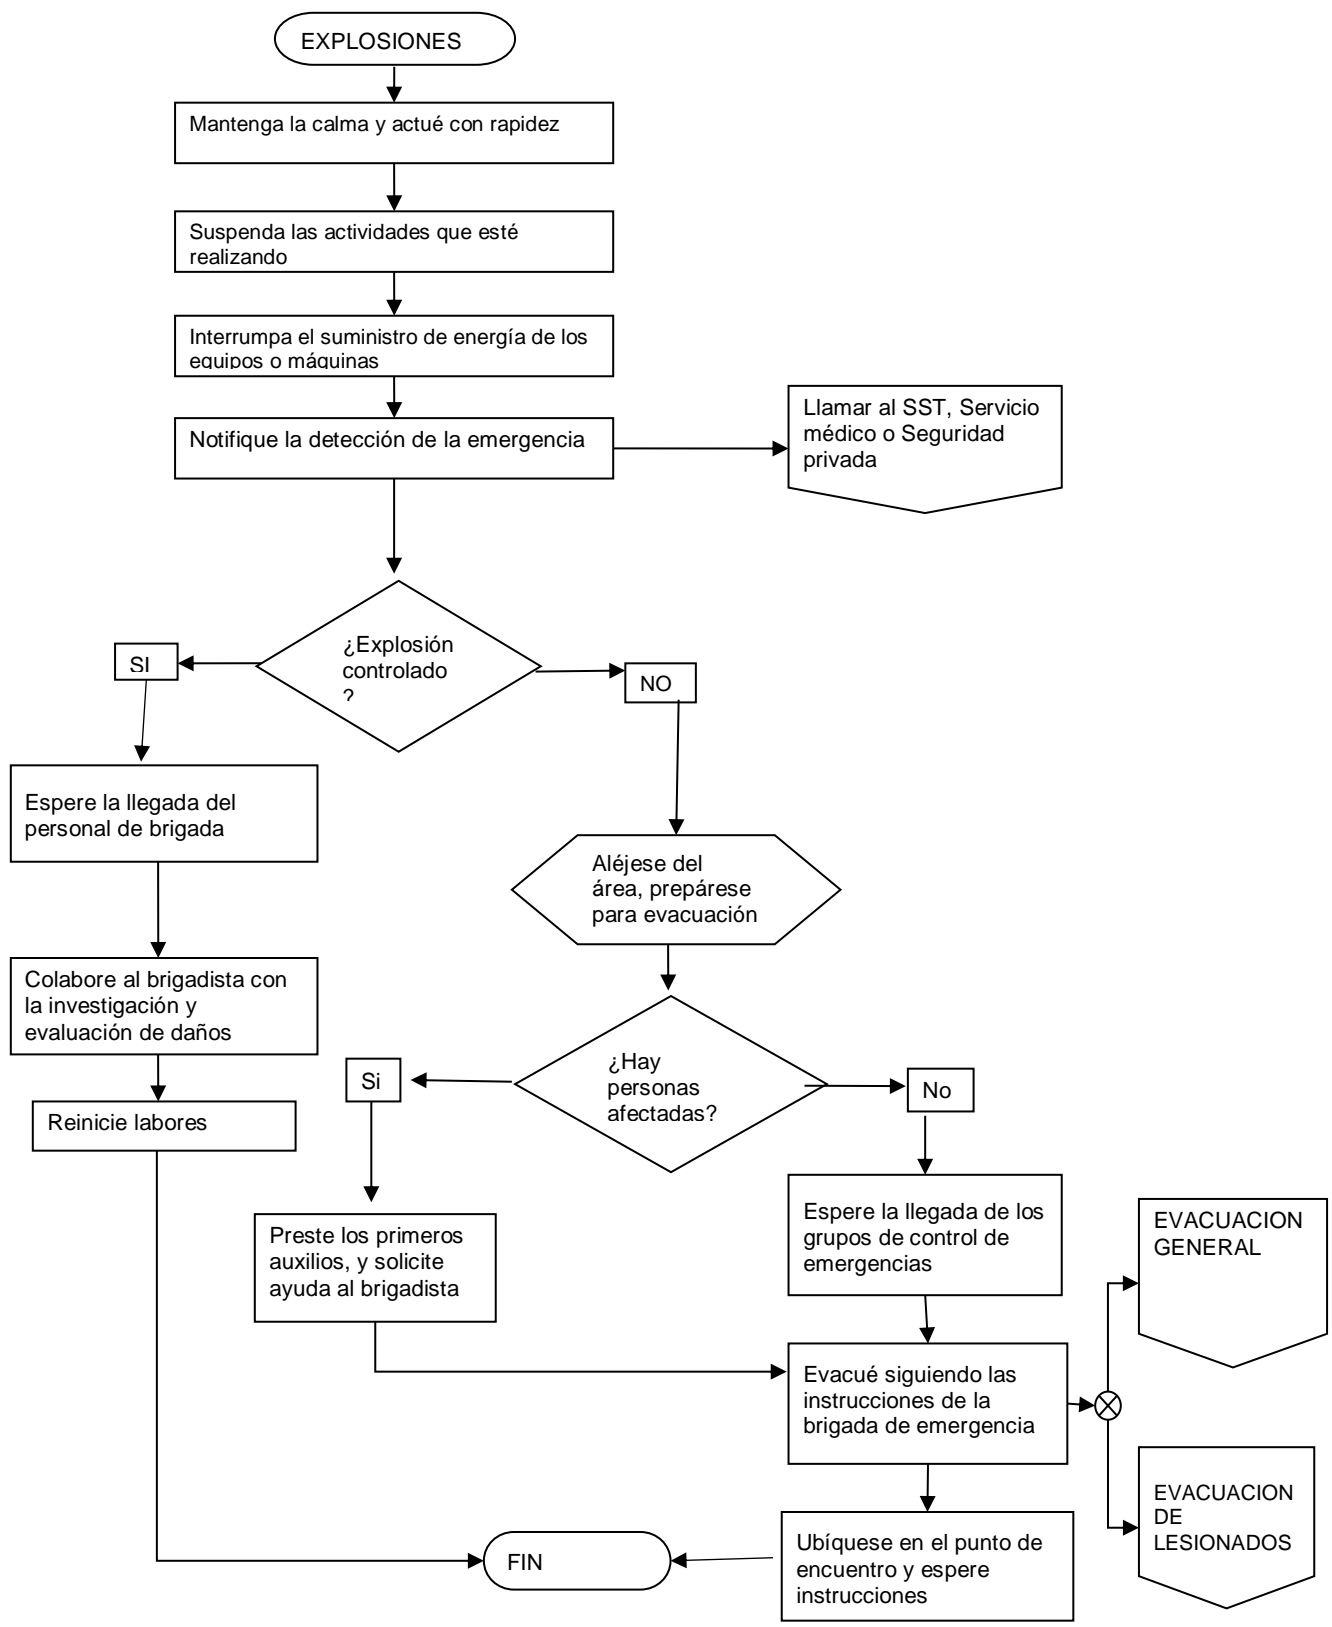 EXPLOSIONES
Mantenga la calma y actué con rapidez
Suspenda las actividades que esté
realizando
Interrumpa el suministro de energía de los
equipos o máquinas
Notifique la detección de la emergencia
Llamar al SST, Servicio
médico o Seguridad
privada
¿Explosión
controlado
?
SI
NO
Espere la llegada del
personal de brigada
Aléjese del
área, prepárese
para evacuación
Colabore al brigadista con
la investigación y
evaluación de daños
¿Hay
personas
afectadas?
Si
No
Reinicie labores
Preste los primeros
auxilios, y solicite
ayuda al brigadista
Espere la llegada de los
grupos de control de
emergencias
EVACUACION
GENERAL
Evacué siguiendo las
instrucciones de la
brigada de emergencia
EVACUACION
DE
LESIONADOS
Ubíquese en el punto de
encuentro y espere
instrucciones
FIN